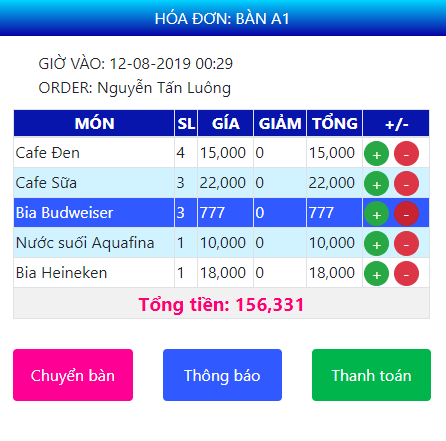 HÓA ĐƠN: BÀN A1
GIỜ VÀO: 12-08-2019 00:29
ORDER: Nguyễn Tấn Luông
MÓN SL GÍA GIẢM TỔNG +/-
Cafe Đen 4 15,000 0 15,000 + -
Cafe Sữa 3 22,000 0 22,000 + -
Bia Budweiser 3 777 0 777 + -
Nước suối Aquafina 1 10,000 0 10,000 + -
Bia Heineken 1 18,000 0 18,000 + -
Tổng tiền: 156,331
Chuyển bàn Thông báo Thanh toán